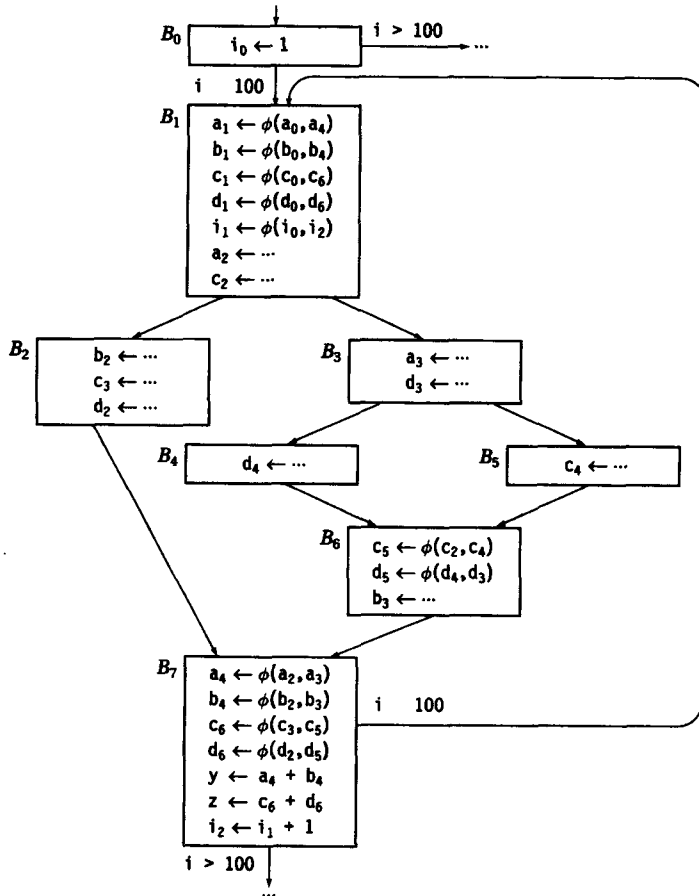 B₀
i₀ ← 1
i > 100
...
i 100
B₁
a₁ ← ϕ(a₀,a₄)
b₁ ← ϕ(b₀,b₄)
c₁ ← ϕ(c₀,c₆)
d₁ ← ϕ(d₀,d₆)
i₁ ← ϕ(i₀,i₂)
a₂ ← ...
c₂ ← ...
B₂
b₂ ← ...
c₃ ← ...
d₂ ← ...
B₃
a₃ ← ...
d₃ ← ...
B₄
d₄ ← ...
B₅
c₄ ← ...
B₆
c₅ ← ϕ(c₂,c₄)
d₅ ← ϕ(d₄,d₃)
b₃ ← ...
B₇
a₄ ← ϕ(a₂,a₃)
b₄ ← ϕ(b₂,b₃)
c₆ ← ϕ(c₃,c₅)
d₆ ← ϕ(d₂,d₅)
y ← a₄ + b₄
z ← c₆ + d₆
i₂ ← i₁ + 1
i 100
i > 100
...